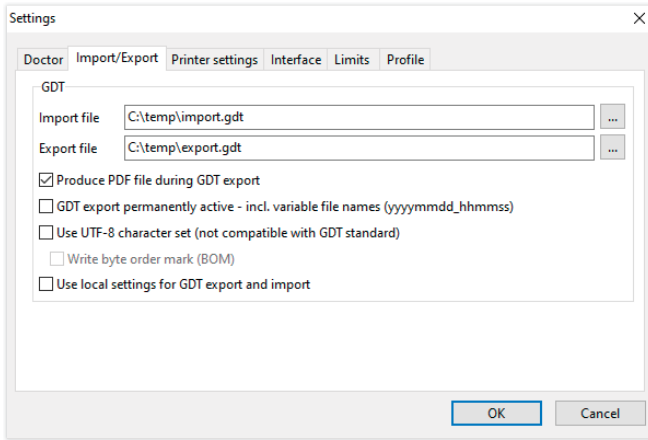 Settings
Doctor Import/Export Printer settings Interface Limits Profile
GDT
Import file C:\temp\import.gdt ...
Export file C:\temp\export.gdt ...
Produce PDF file during GDT export
GDT export permanently active - incl. variable file names (yyyymmdd_hhmmss)
Use UTF-8 character set (not compatible with GDT standard)
Write byte order mark (BOM)
Use local settings for GDT export and import
OK Cancel